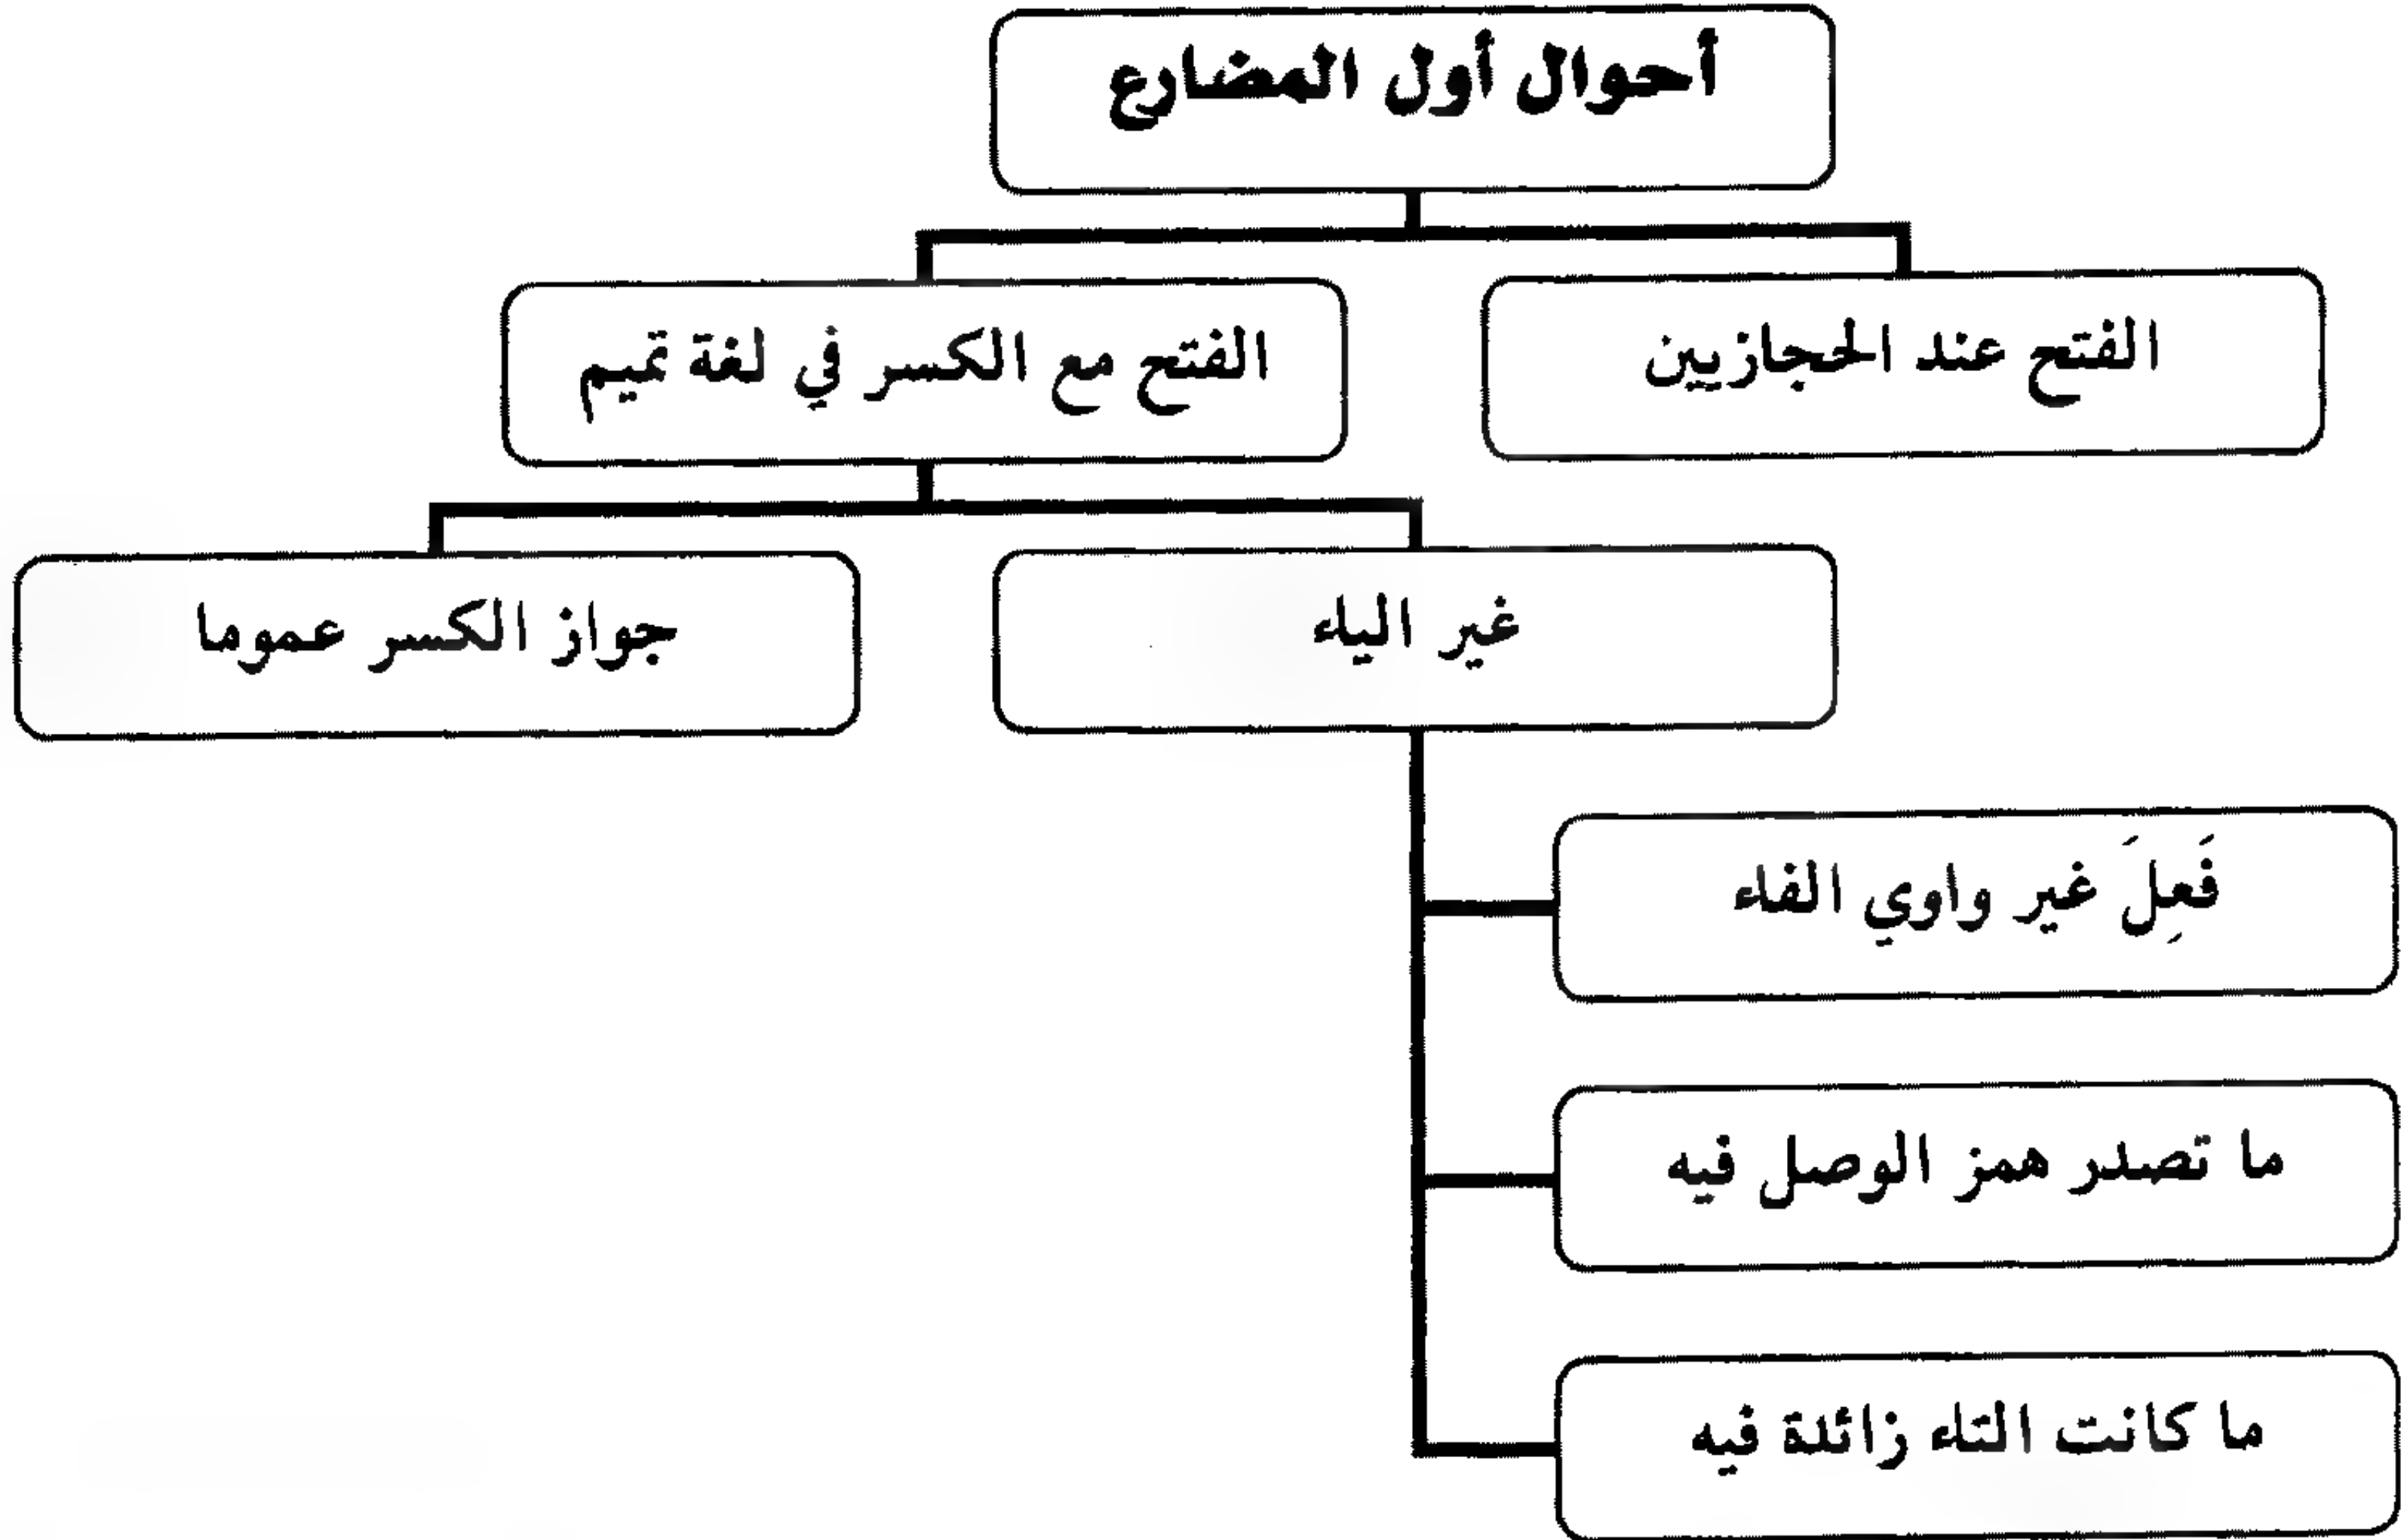 أحوال أول المضارع
الفتح عند الحجازيين
الفتح مع الكسر في لغة تميم
غير الياء
جواز الكسر عموما
فَعِلَ غير واوي الفاء
ما تصدر همز الوصل فيه
ما كانت التاء زائدة فيه